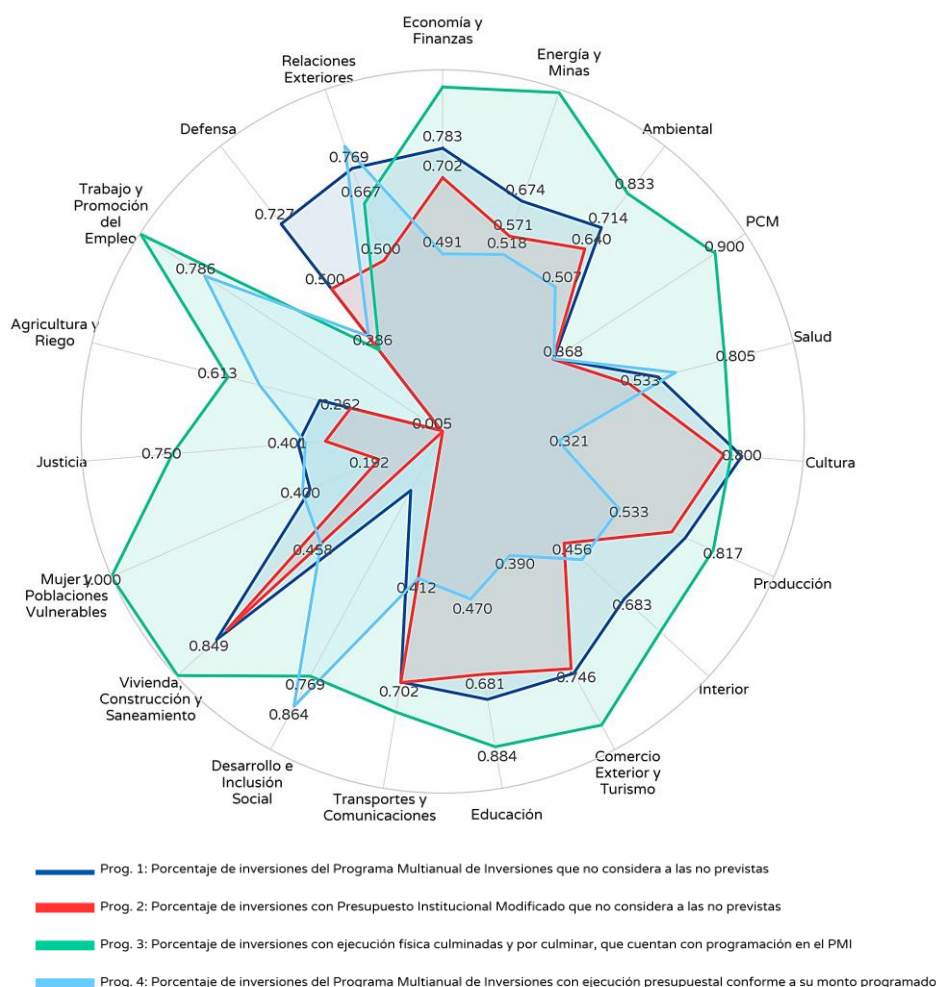 Economía y
Finanzas
Energía y
Minas
Relaciones
Exteriores
Ambiental
Defensa
0.783
0.769
0.702
0.674
0.833
Trabajo y
Promoción
del
Empleo
0.667
0.727
0.714
PCM
0.571
0.640
0.491
0.518
0.500
0.900
0.786
0.500
0.507
Agricultura y
Riego
0.286
0.368
Salud
0.805
0.613
0.533
0.262
0.005
0.401
0.321
0.750
0.192
0.800
Justicia
Cultura
0.400
0.533
0.458
0.456
0.390
0.817
Mujer y
Poblaciones
Vulnerables
1.000
0.412
0.470
Producción
0.683
0.849
0.769
0.681
0.746
0.702
Interior
Vivienda,
Construcción y
Saneamiento
0.864
0.884
Desarrollo e
Inclusión
Social
Comercio
Exterior y
Turismo
Transportes y
Comunicaciones
Educación
Prog. 1: Porcentaje de inversiones del Programa Multianual de Inversiones que no considera a las no previstas
Prog. 2: Porcentaje de inversiones con Presupuesto Institucional Modificado que no considera a las no previstas
Prog. 3: Porcentaje de inversiones con ejecución física culminadas y por culminar, que cuentan con programación en el PMI
Prog. 4: Porcentaje de inversiones del Programa Multianual de Inversiones con ejecución presupuestal conforme a su monto programado